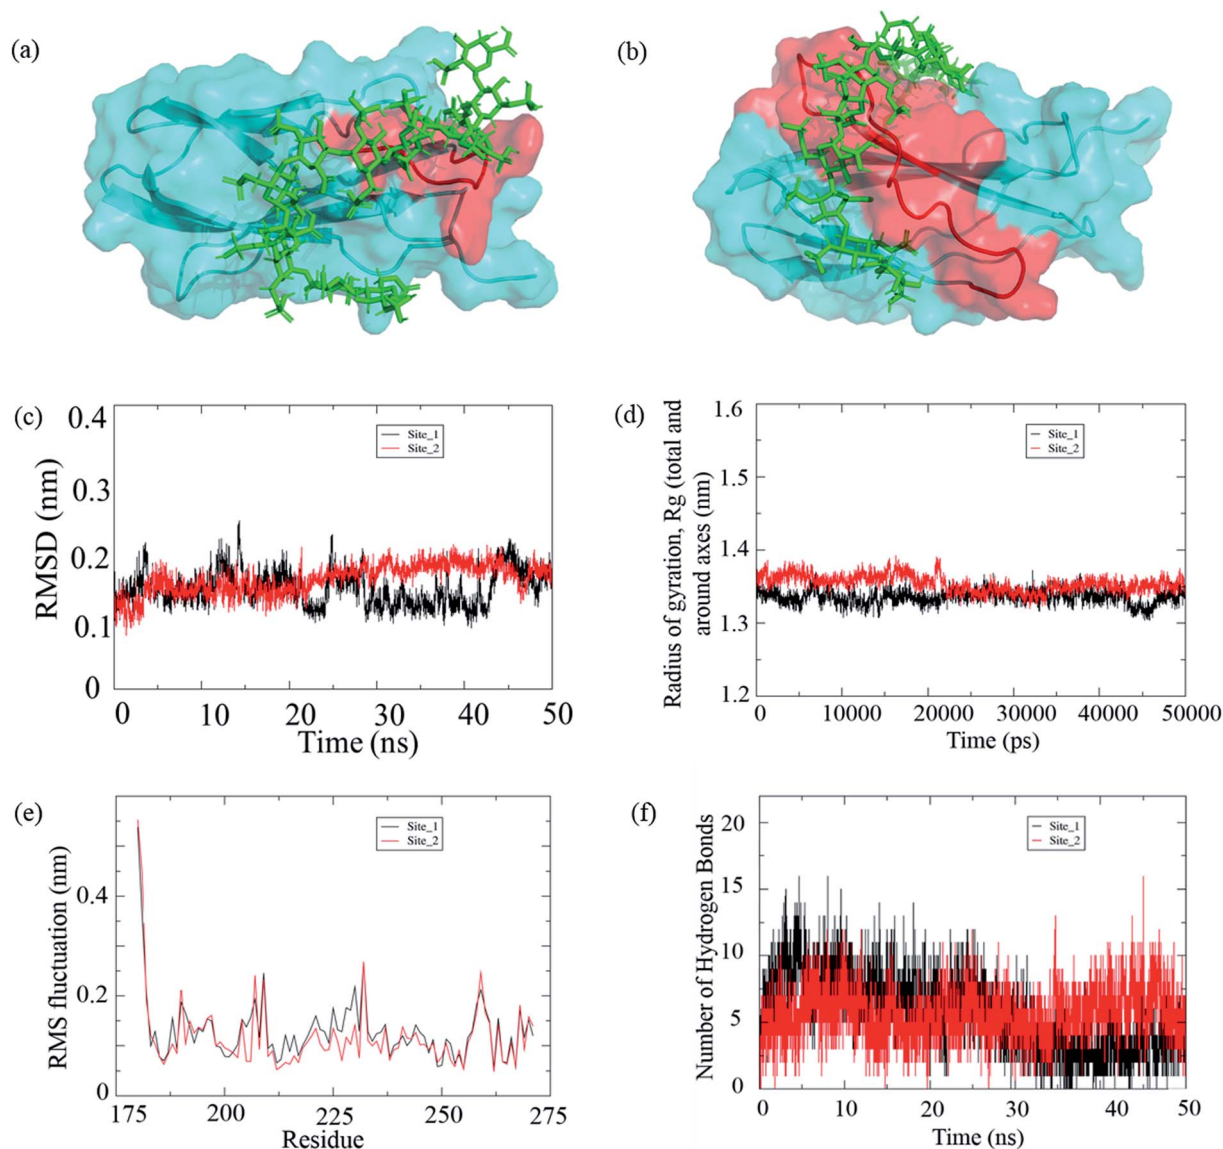 (a)
(b)
(c)
RMSD (nm)
0.4
0.3
0.2
0.1
0
Site_1
Site_2
0 10 20 30 40 50
Time (ns)
(d)
Radius of gyration, Rg (total and
around axes (nm)
1.6
1.5
1.4
1.3
1.2
Site_1
Site_2
0 10000 20000 30000 40000 50000
Time (ps)
(e)
RMS fluctuation (nm)
0.4
0.2
0
Site_1
Site_2
175 200 225 250 275
Residue
(f)
Number of Hydrogen Bonds
20
15
10
5
0
Site_1
Site_2
0 10 20 30 40 50
Time (ns)